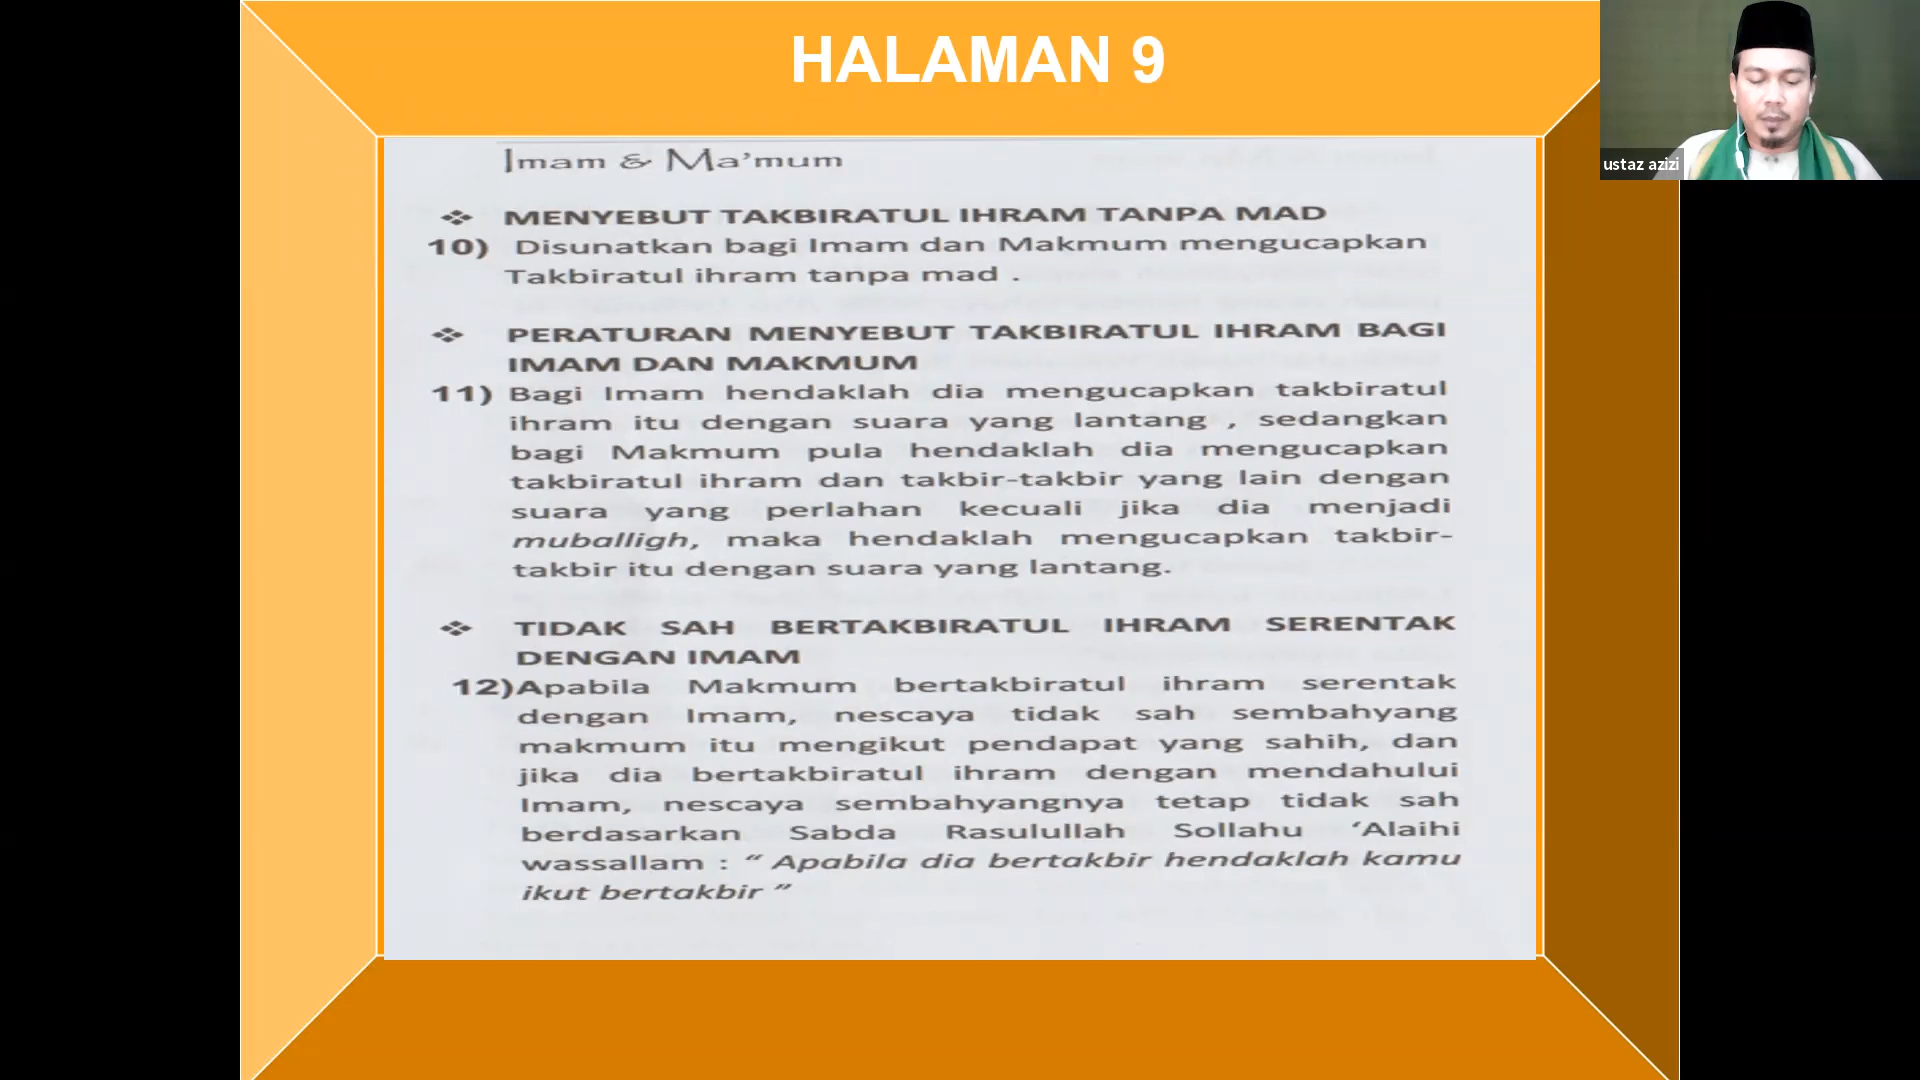 HALAMAN 9
ustaz azizi
Imam & Ma'mum
❖ MENYEBUT TAKBIRATUL IHRAM TANPA MAD
10) Disunatkan bagi Imam dan Makmum mengucapkan
Takbiratul ihram tanpa mad .
❖ PERATURAN MENYEBUT TAKBIRATUL IHRAM BAGI
IMAM DAN MAKMUM
11) Bagi Imam hendaklah dia mengucapkan takbiratul
ihram itu dengan suara yang lantang , sedangkan
bagi Makmum pula hendaklah dia mengucapkan
takbiratul ihram dan takbir-takbir yang lain dengan
suara yang perlahan kecuali jika dia menjadi
muballigh, maka hendaklah mengucapkan takbir-
takbir itu dengan suara yang lantang.
❖ TIDAK SAH BERTAKBIRATUL IHRAM SERENTAK
DENGAN IMAM
12)Apabila Makmum bertakbiratul ihram serentak
dengan Imam, nescaya tidak sah sembahyang
makmum itu mengikut pendapat yang sahih, dan
jika dia bertakbiratul ihram dengan mendahului
Imam, nescaya sembahyangnya tetap tidak sah
berdasarkan Sabda Rasulullah Sollahu ‘Alaihi
wassallam : “ Apabila dia bertakbir hendaklah kamu
ikut bertakbir ”